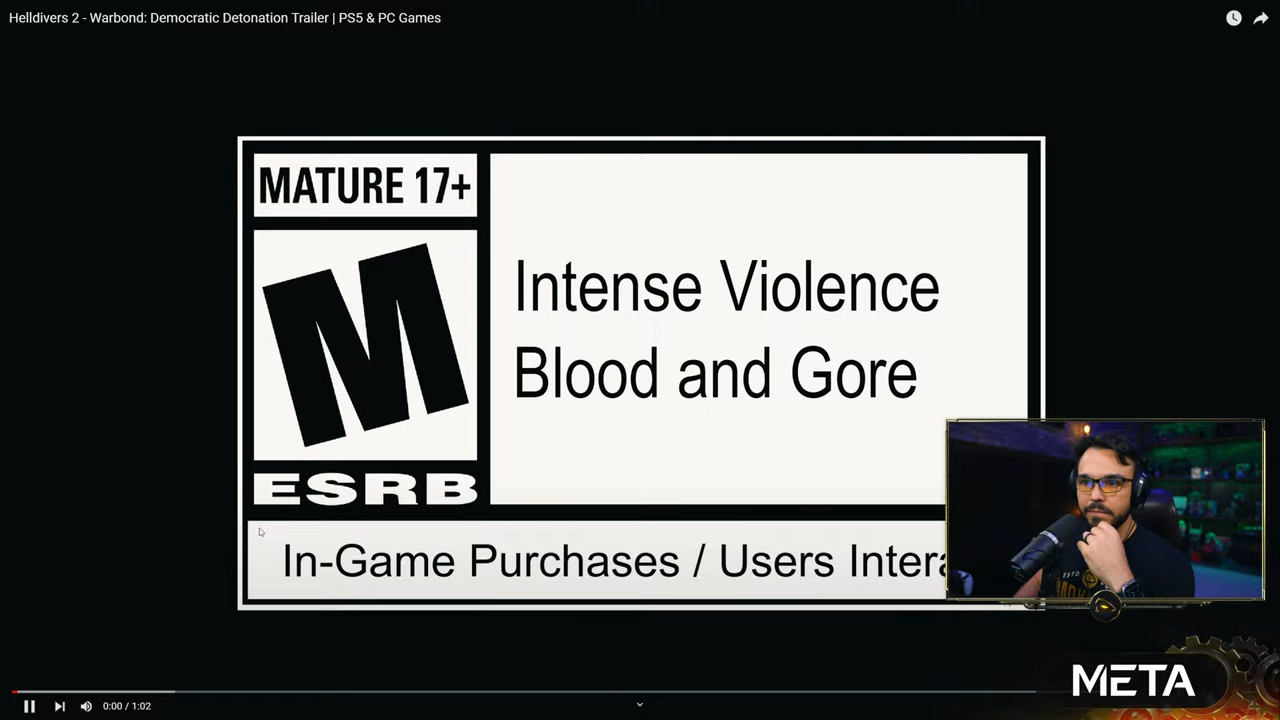 Helldivers 2 - Warbond: Democratic Detonation Trailer | PS5 & PC Games
MATURE 17+
M
ESRB
Intense Violence
Blood and Gore
In-Game Purchases / Users Intera
ESTD
META
0:00 / 1:02